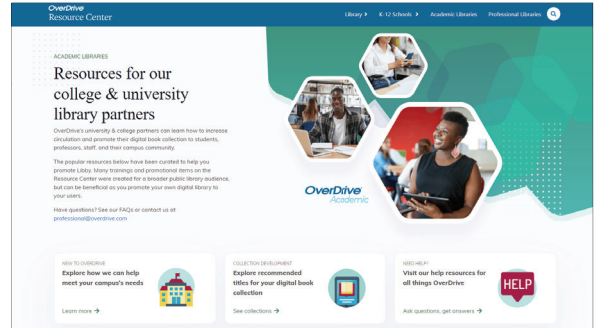 OverDrive
Resource Center
Library
K-12 Schools
Academic Libraries
Professional Libraries
ACADEMIC LIBRARIES
Resources for our
college & university
library partners
OverDrive's university & college partners can learn how to increase
circulation and promote their digital book collection to students,
professors, staff, and their campus community.
The popular resources below have been curated to help you
promote Libby. Many trainings and promotional items on the
Resource Center were created for a broader public library audience,
but can be beneficial as you promote your own digital library to
your users.
Have questions? See our FAQs or contact us at
professional@overdrive.com
OverDrive
Academic
NEW TO OVERDRIVE
Explore how we can help
meet your campus's needs
Learn more →
COLLECTION DEVELOPMENT
Explore recommended
titles for your digital book
collection
See collections →
NEED HELP?
Visit our help resources for
all things OverDrive
HELP
Ask questions, get answers →